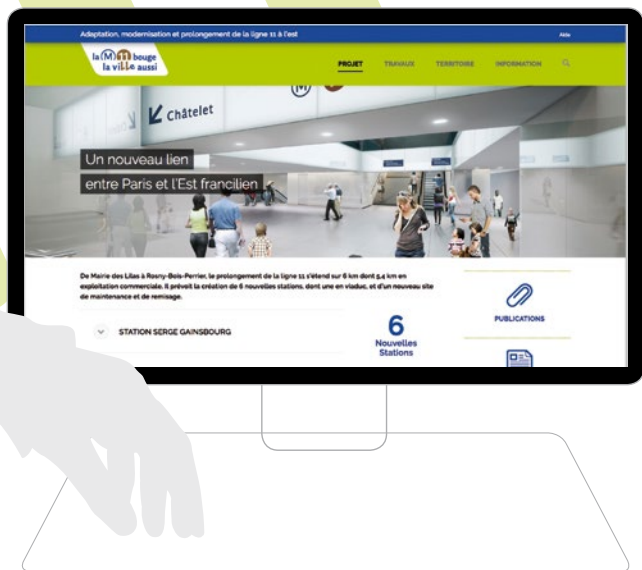 Adaptation, modernisation et prolongement de la ligne 11 à l'est
Aide
la M 11 bouge
la ville aussi
PROJET TRAVAUX TERRITOIRE INFORMATION
M
Châtelet
Un nouveau lien
entre Paris et l'Est francilien
De Mairie des Lilas à Rosny-Bois-Perrier, le prolongement de la ligne 11 s'étend sur 6 km dont 5,4 km en
exploitation commerciale. Il prévoit la création de 6 nouvelles stations, dont une en viaduc, et d'un nouveau site
de maintenance et de remisage.
STATION SERGE GAINSBOURG
6
Nouvelles
Stations
PUBLICATIONS